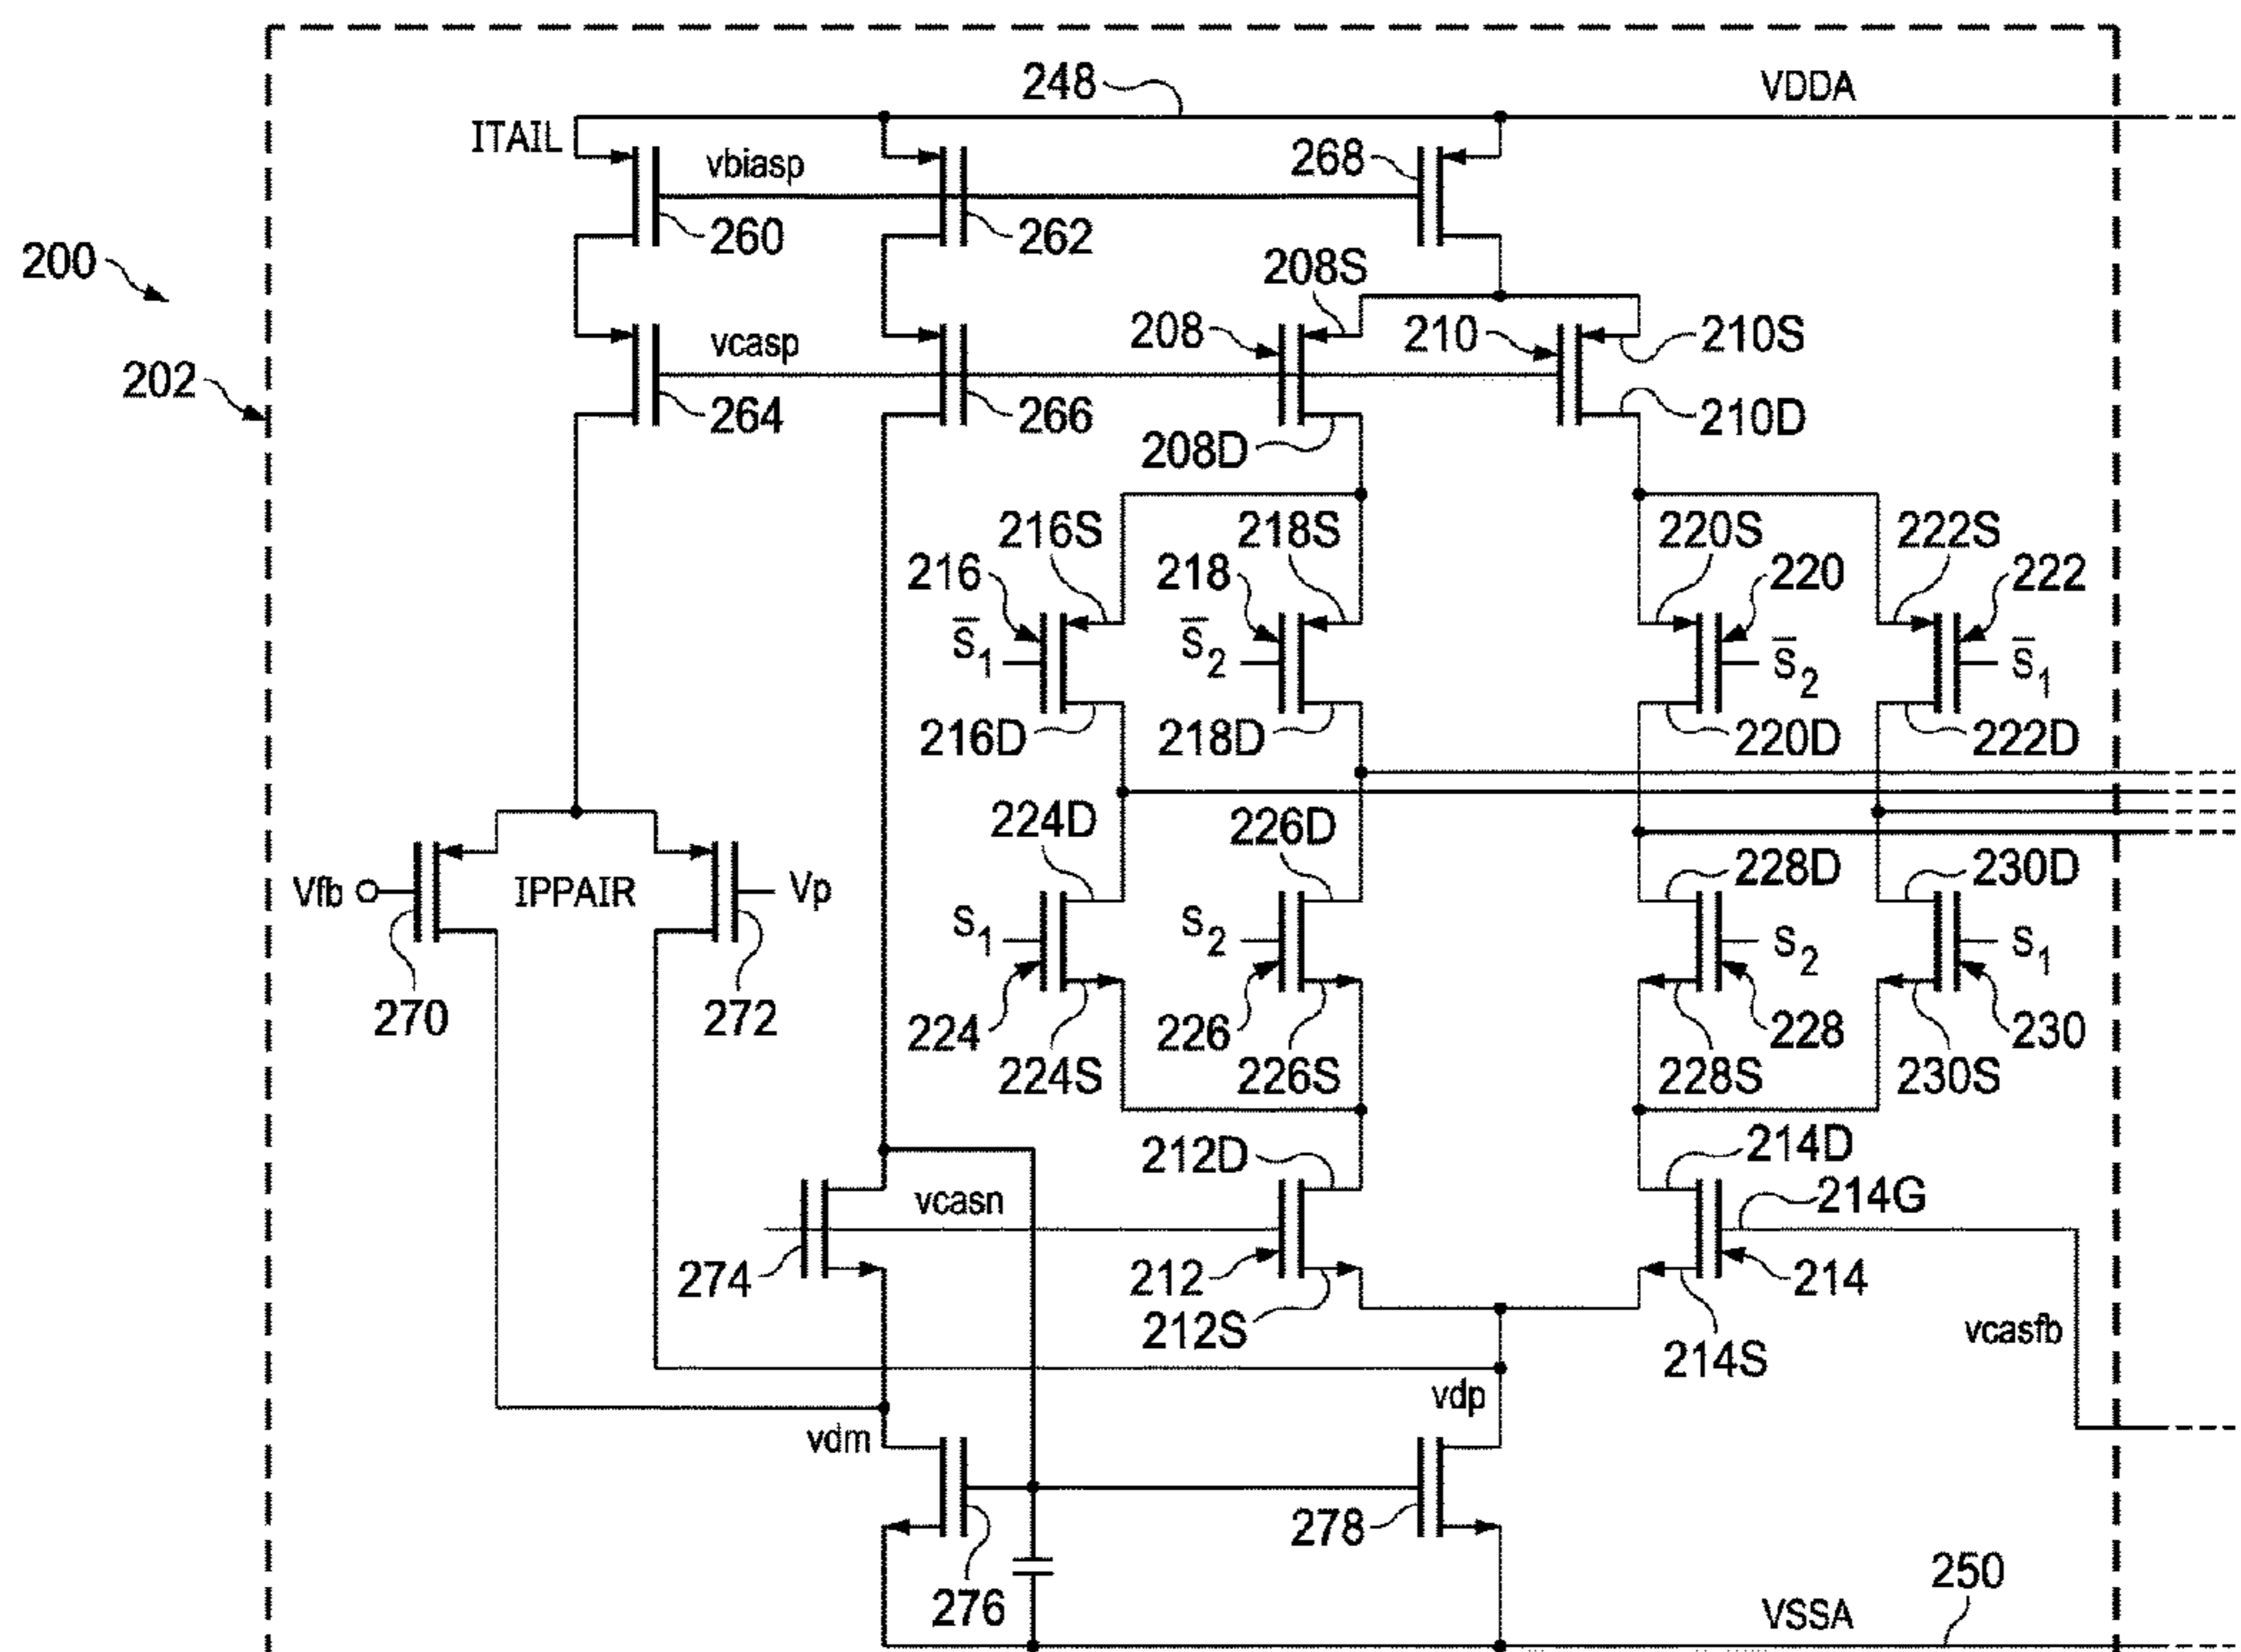 248
VDDA
ITAIL
vbiasp
268
260
262
200
208S
208
210
210S
vcasp
202
264
266
208D
210D
216S
218S
220S
222S
216
218
220
222
S̅1
S̅2
S̅2
S̅1
216D
218D
220D
222D
224D
226D
228D
230D
Vfb
IPPAIR
Vp
S1
S2
S2
S1
270
272
224
226
228
230
224S
226S
228S
230S
212D
214D
vcasn
214G
274
212
214
212S
214S
vcasfb
vdp
vdm
278
276
250
VSSA